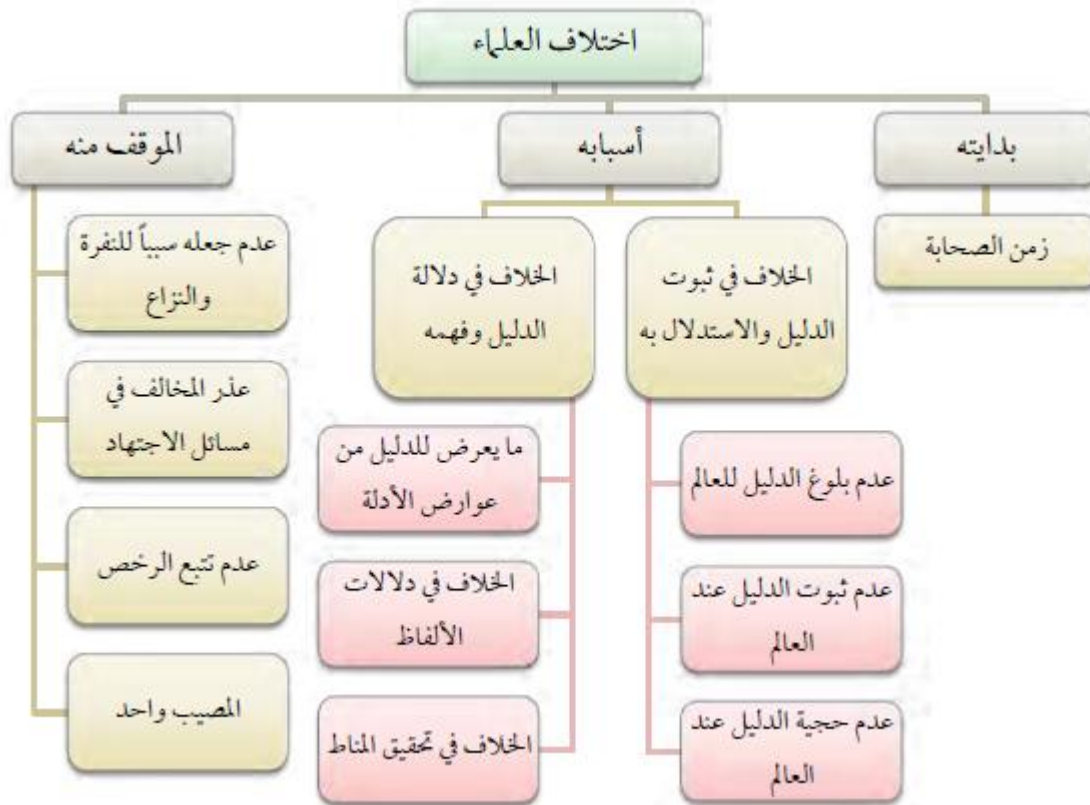 اختلاف العلماء
بدايته
زمن الصحابة
أسبابه
الخلاف في ثبوت
الدليل والاستدلال به
عدم بلوغ الدليل للعالم
عدم ثبوت الدليل عند
العالم
عدم حجية الدليل عند
العالم
الخلاف في دلالة
الدليل وفهمه
ما يعرض للدليل من
عوارض الأدلة
الخلاف في دلالات
الألفاظ
الخلاف في تحقيق المناط
الموقف منه
عدم جعله سبباً للنفرة
والنزاع
عذر المخالف في
مسائل الاجتهاد
عدم تتبع الرخص
المصيب واحد